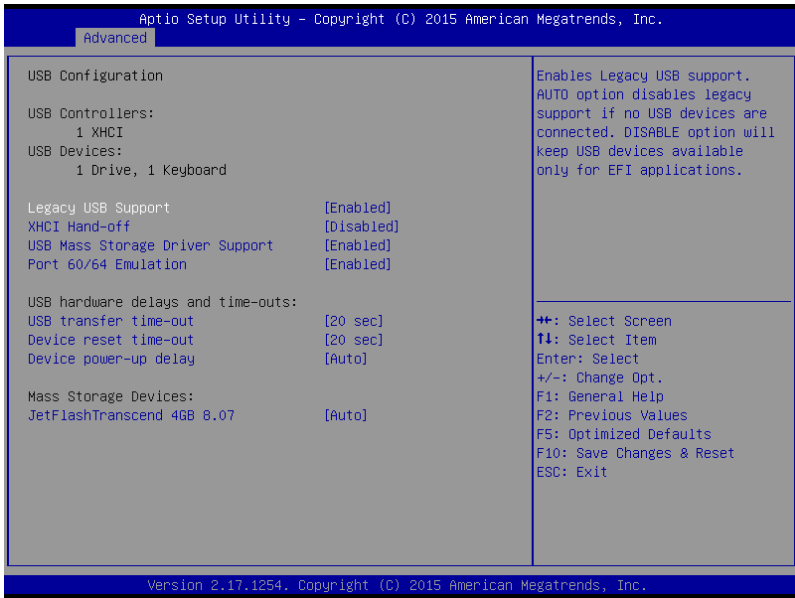 Aptio Setup Utility – Copyright (C) 2015 American Megatrends, Inc.
Advanced
USB Configuration
USB Controllers:
1 XHCI
USB Devices:
1 Drive, 1 Keyboard
Legacy USB Support [Enabled]
XHCI Hand-off [Disabled]
USB Mass Storage Driver Support [Enabled]
Port 60/64 Emulation [Enabled]
USB hardware delays and time-outs:
USB transfer time-out [20 sec]
Device reset time-out [20 sec]
Device power-up delay [Auto]
Mass Storage Devices:
JetFlashTranscend 4GB 8.07 [Auto]
Enables Legacy USB support.
AUTO option disables legacy
support if no USB devices are
connected. DISABLE option will
keep USB devices available
only for EFI applications.
→←: Select Screen
↑↓: Select Item
Enter: Select
+/-: Change Opt.
F1: General Help
F2: Previous Values
F5: Optimized Defaults
F10: Save Changes & Reset
ESC: Exit
Version 2.17.1254. Copyright (C) 2015 American Megatrends, Inc.